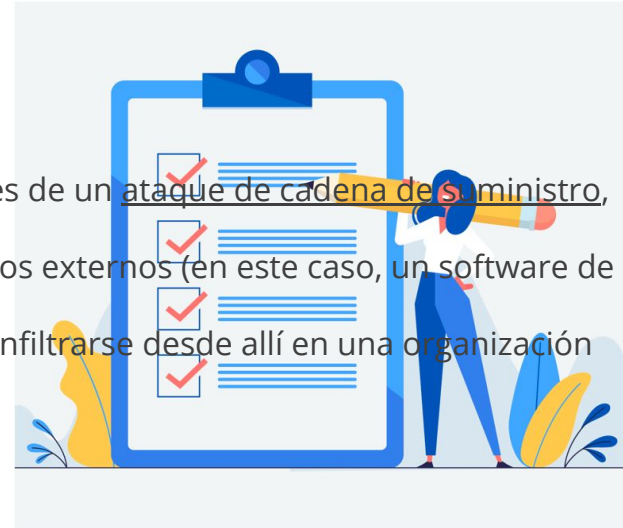 es de un ataque de cadena de suministro,
os externos (en este caso, un software de
nfiltrarse desde allí en una organización